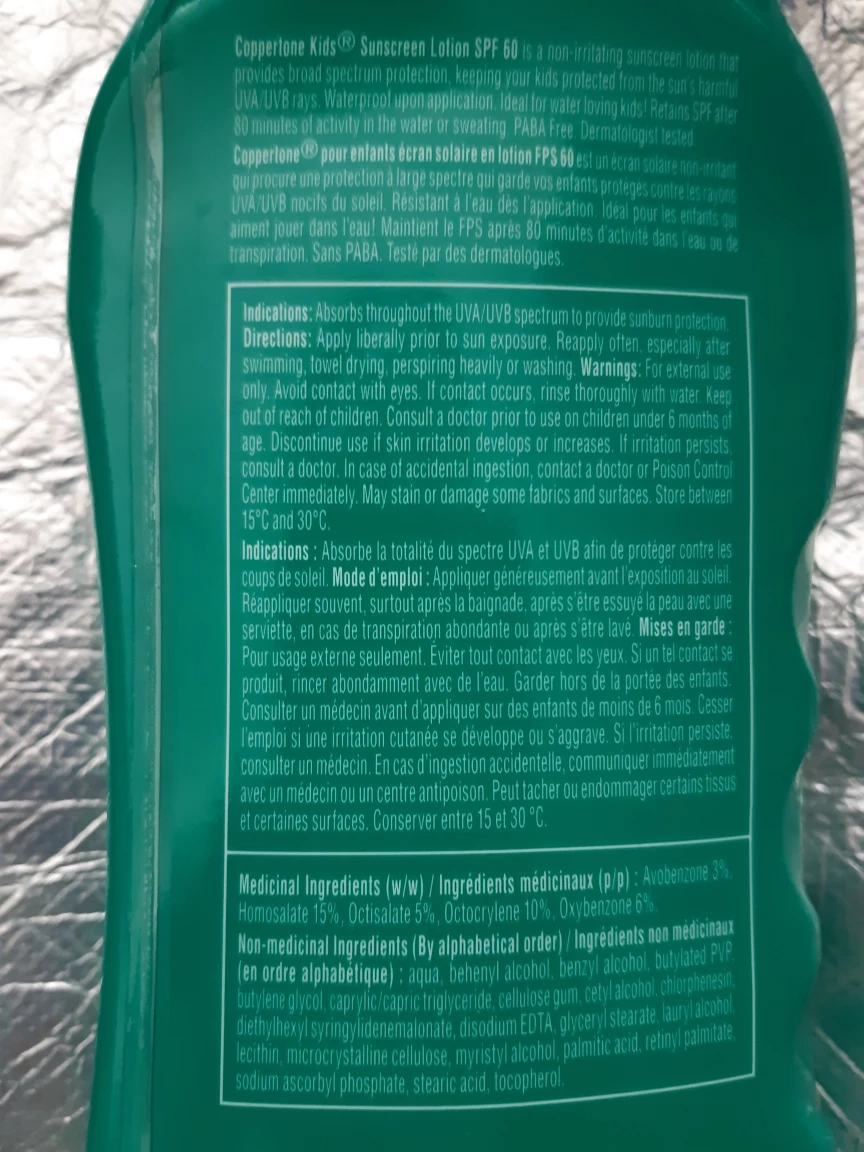 Coppertone Kids® Sunscreen Lotion SPF 60 is a non-irritating sunscreen lotion that
provides broad spectrum protection, keeping your kids protected from the sun's harmful
UVA/UVB rays. Waterproof upon application. Ideal for water loving kids! Retains SPF after
80 minutes of activity in the water or sweating. PABA Free. Dermatologist tested.
Coppertone® pour enfants écran solaire en lotion FPS 60 est un écran solaire non-irritant
qui procure une protection à large spectre qui garde vos enfants protégés contre les rayons
UVA/UVB nocifs du soleil. Résistant à l'eau dès l'application. Idéal pour les enfants qui
aiment jouer dans l'eau! Maintient le FPS après 80 minutes d'activité dans l'eau ou de
transpiration. Sans PABA. Testé par des dermatologues.
Indications: Absorbs throughout the UVA/UVB spectrum to provide sunburn protection.
Directions: Apply liberally prior to sun exposure. Reapply often, especially after
swimming, towel drying, perspiring heavily or washing. Warnings: For external use
only. Avoid contact with eyes. If contact occurs, rinse thoroughly with water. Keep
out of reach of children. Consult a doctor prior to use on children under 6 months of
age. Discontinue use if skin irritation develops or increases. If irritation persists,
consult a doctor. In case of accidental ingestion, contact a doctor or Poison Control
Center immediately. May stain or damage some fabrics and surfaces. Store between
15°C and 30°C.
Indications : Absorbe la totalité du spectre UVA et UVB afin de protéger contre les
coups de soleil. Mode d'emploi : Appliquer généreusement avant l'exposition au soleil.
Réappliquer souvent, surtout après la baignade, après s'être essuyé la peau avec une
serviette, en cas de transpiration abondante ou après s'être lavé. Mises en garde :
Pour usage externe seulement. Éviter tout contact avec les yeux. Si un tel contact se
produit, rincer abondamment avec de l'eau. Garder hors de la portée des enfants.
Consulter un médecin avant d'appliquer sur des enfants de moins de 6 mois. Cesser
l'emploi si une irritation cutanée se développe ou s'aggrave. Si l'irritation persiste,
consulter un médecin. En cas d'ingestion accidentelle, communiquer immédiatement
avec un médecin ou un centre antipoison. Peut tacher ou endommager certains tissus
et certaines surfaces. Conserver entre 15 et 30 °C.
Medicinal Ingredients (w/w) / Ingrédients médicinaux (p/p) : Avobenzone 3%,
Homosalate 15%, Octisalate 5%, Octocrylene 10%, Oxybenzone 6%.
Non-medicinal Ingredients (By alphabetical order) / Ingrédients non médicinaux
(en ordre alphabétique) : aqua, behenyl alcohol, benzyl alcohol, butylated PVP,
butylene glycol, caprylic/capric triglyceride, cellulose gum, cetyl alcohol, chlorphenesin,
diethylhexyl syringylidenemalonate, disodium EDTA, glyceryl stearate, lauryl alcohol,
lecithin, microcrystalline cellulose, myristyl alcohol, palmitic acid, retinyl palmitate,
sodium ascorbyl phosphate, stearic acid, tocopherol.